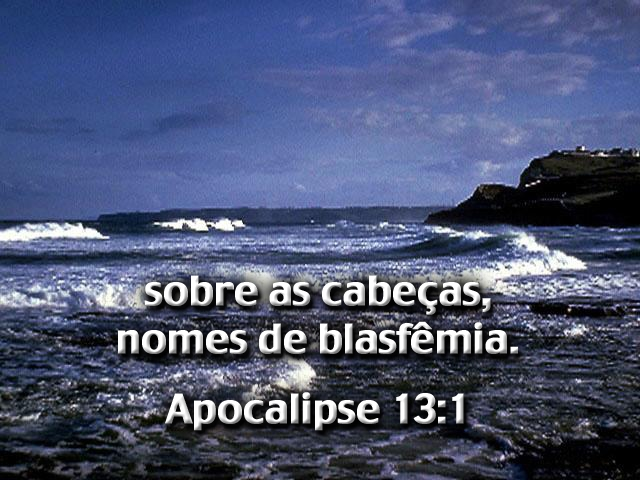 sobre as cabeças,
nomes de blasfêmia.
Apocalipse 13:1